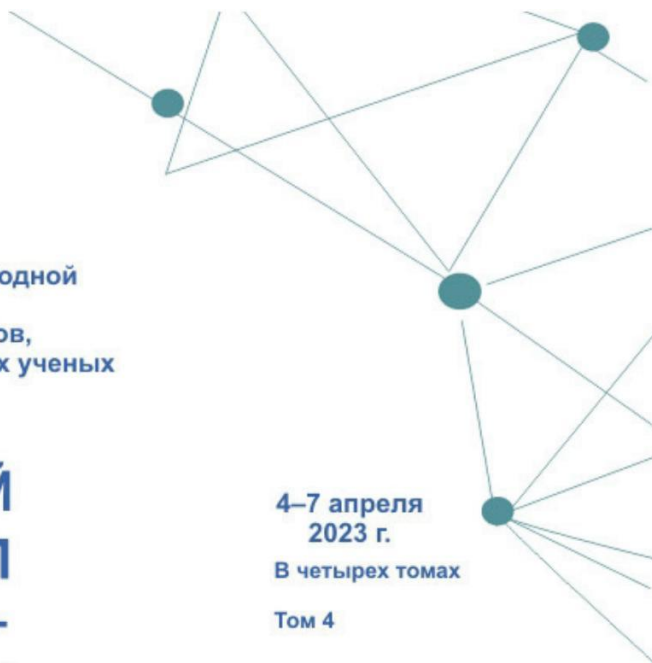 одной
ов,
х ученых
Й
4–7 апреля
2023 г.
В четырех томах
Том 4